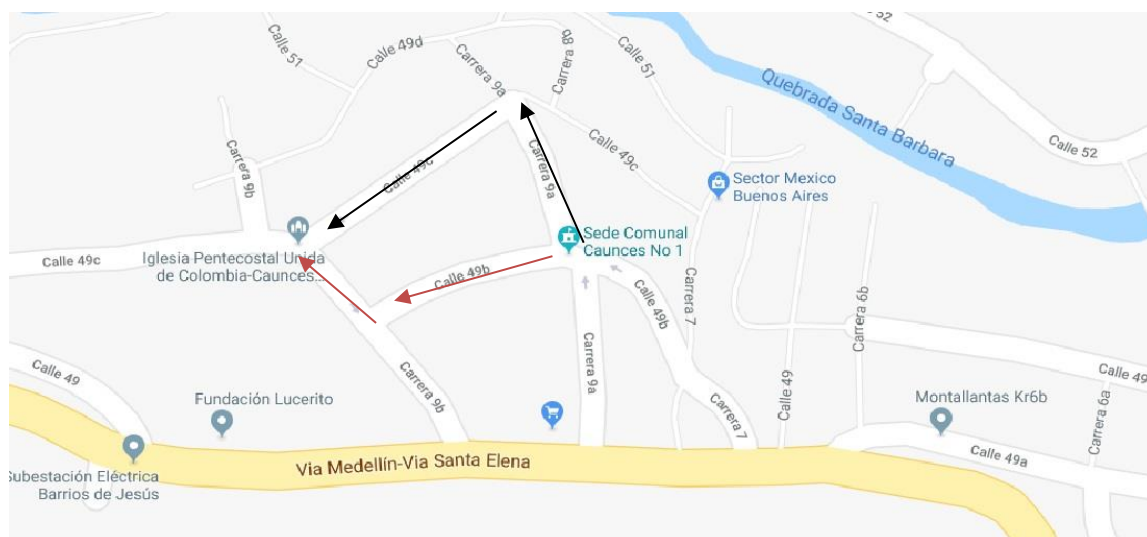 Calle 51
Calle 49d
Carrera 9a
Carrera 8b
Calle 51
Calle 52
Quebrada Santa Barbara
Calle 52
Carrera 9b
Calle 49c
Carrera 9a
Calle 49c
Sector Mexico
Buenos Aires
Sede Comunal
Caunces No 1
Calle 49c
Iglesia Pentecostal Unida
de Colombia-Caunces...
Calle 49b
Calle 49b
Carrera 7
Carrera 6b
Calle 49
Carrera 9b
Carrera 9a
Calle 49
Calle 49
Carrera 6a
Fundación Lucerito
Montallantas Kr6b
Carrera 7
Calle 49a
Via Medellín-Via Santa Elena
Subestación Eléctrica
Barrios de Jesús